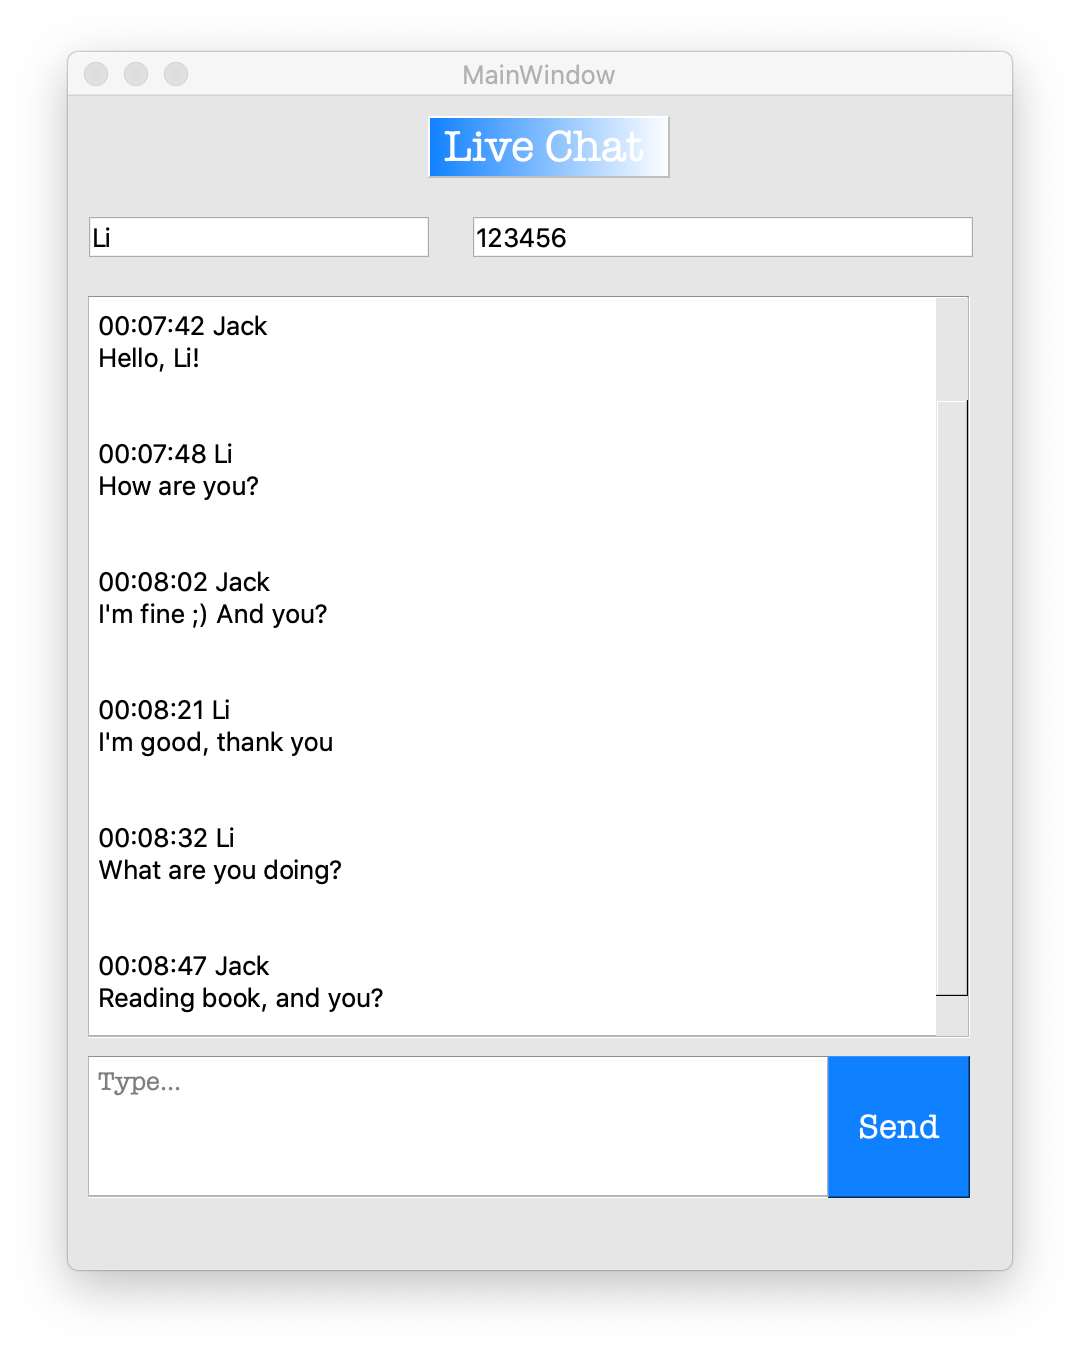 MainWindow
Live Chat
Li
123456
00:07:42 Jack
Hello, Li!
00:07:48 Li
How are you?
00:08:02 Jack
I'm fine ;) And you?
00:08:21 Li
I'm good, thank you
00:08:32 Li
What are you doing?
00:08:47 Jack
Reading book, and you?
Type...
Send